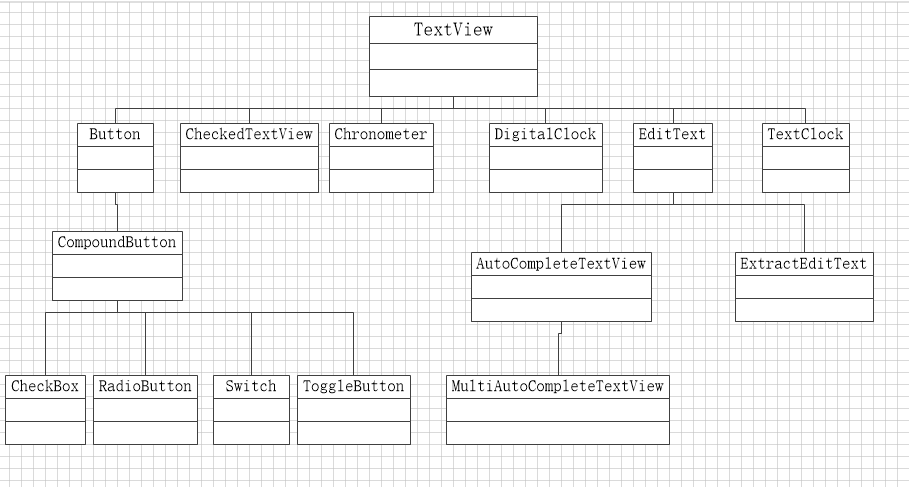 TextView
Button
CheckedTextView
Chronometer
DigitalClock
EditText
TextClock
CompoundButton
AutoCompleteTextView
ExtractEditText
CheckBox
RadioButton
Switch
ToggleButton
MultiAutoCompleteTextView